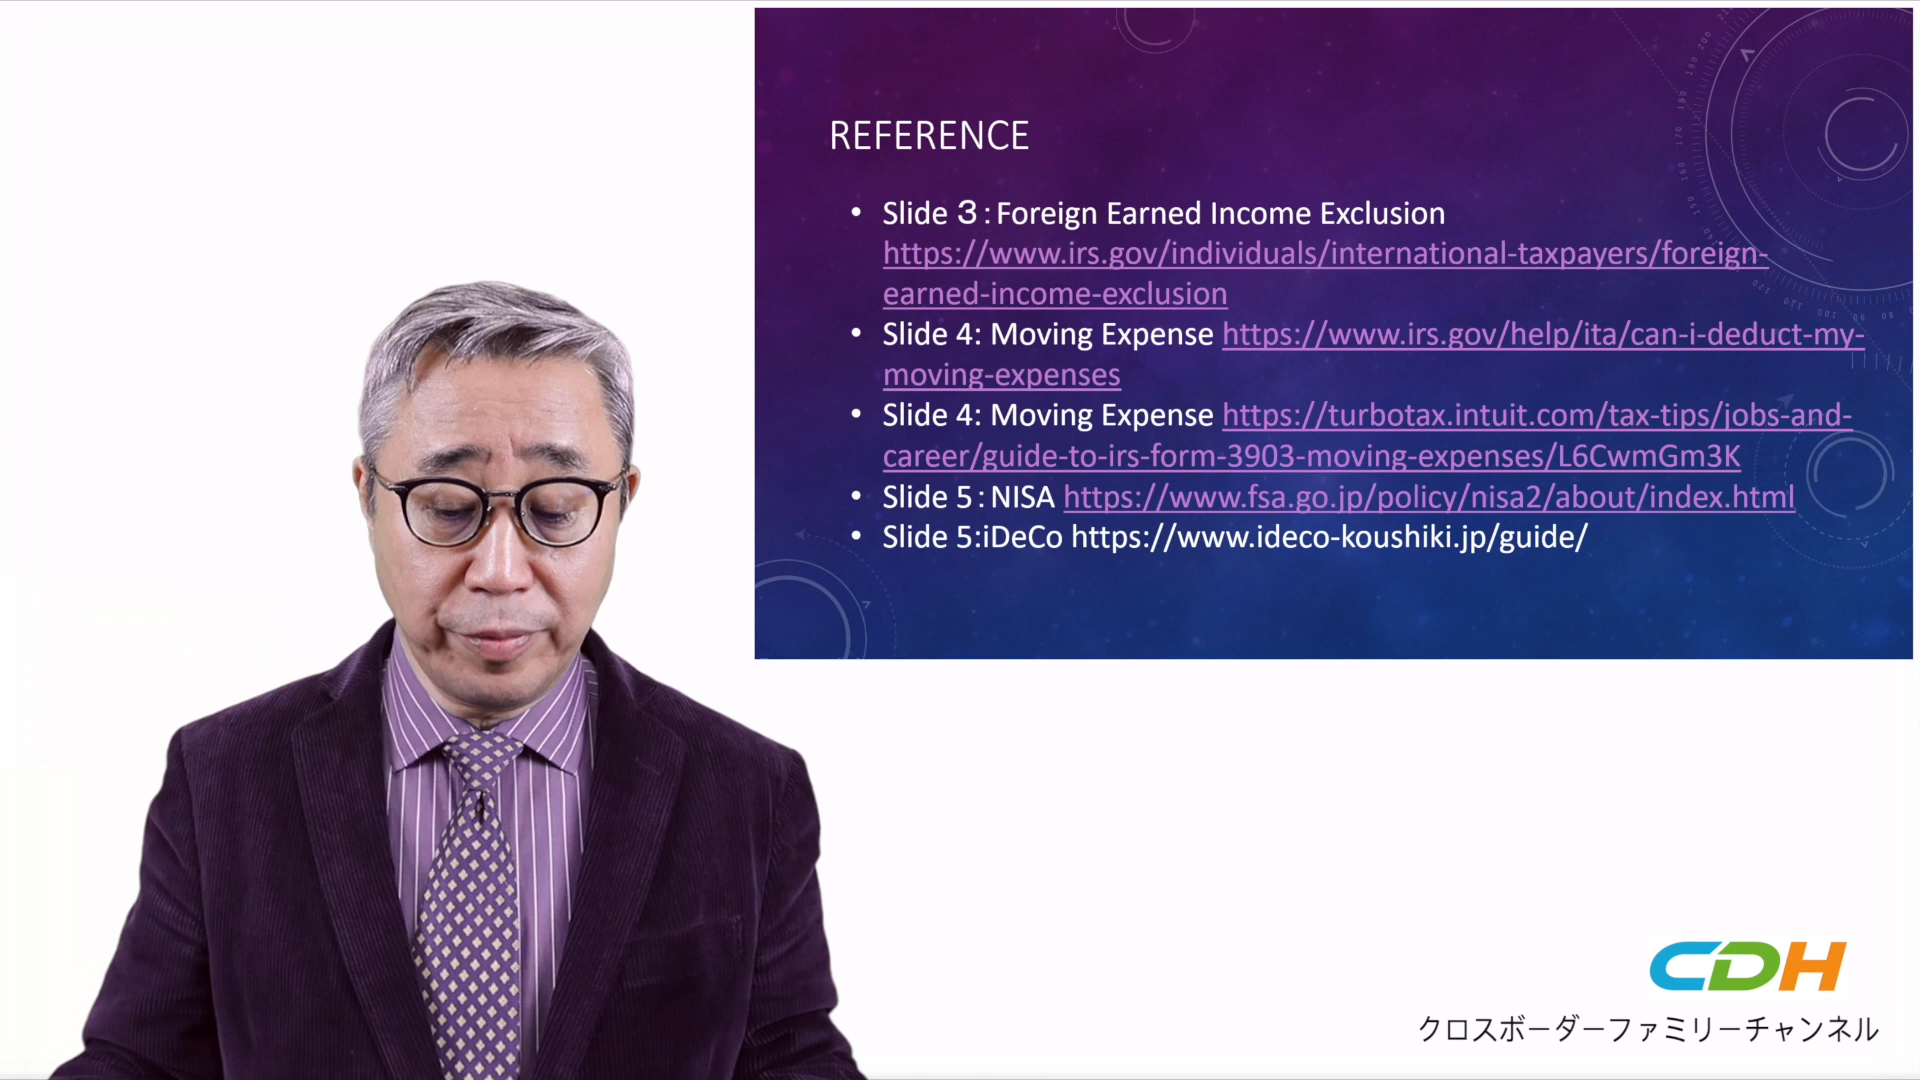 REFERENCE
• Slide 3：Foreign Earned Income Exclusion
https://www.irs.gov/individuals/international-taxpayers/foreign-
earned-income-exclusion
• Slide 4: Moving Expense https://www.irs.gov/help/ita/can-i-deduct-my-
moving-expenses
• Slide 4: Moving Expense https://turbotax.intuit.com/tax-tips/jobs-and-
career/guide-to-irs-form-3903-moving-expenses/L6CwmGm3K
• Slide 5：NISA https://www.fsa.go.jp/policy/nisa2/about/index.html
• Slide 5:iDeCo https://www.ideco-koushiki.jp/guide/
CDH
クロスボーダーファミリーチャンネル